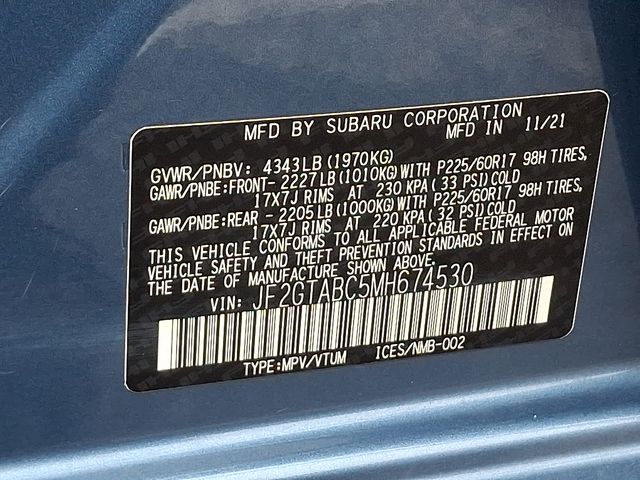 MFD BY SUBARU CORPORATION
MFD IN 11/21
GVWR/PNBV: 4343LB (1970KG)
GAWR/PNBE:FRONT- 2227LB (1010KG) WITH P225/60R17 98H TIRES,
17X7J RIMS AT 230 KPA (33 PSI) COLD
GAWR/PNBE:REAR - 2205LB (1000KG) WITH P225/60R17 98H TIRES,
17X7J RIMS AT 220 KPA (32 PSI) COLD
THIS VEHICLE CONFORMS TO ALL APPLICABLE FEDERAL MOTOR
VEHICLE SAFETY AND THEFT PREVENTION STANDARDS IN EFFECT ON
THE DATE OF MANUFACTURE SHOWN ABOVE.
VIN: JF2GTABC5MH674530
TYPE:MPV/VTUM ICES/NMB-002